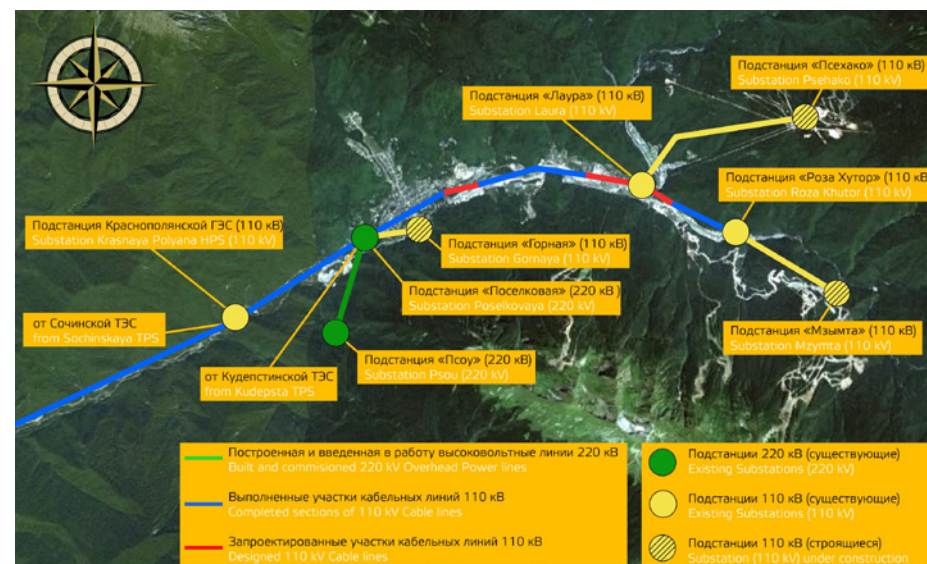 Подстанция «Псехако» (110 кВ)
Substation Psehako (110 kV)
Подстанция «Лаура» (110 кВ)
Substation Laura (110 kV)
Подстанция «Роза Хутор» (110 кВ)
Substation Roza Khutor (110 kV)
Подстанция Краснополянской ГЭС (110 кВ)
Substation Krasnaya Polyana HPS (110 kV)
Подстанция «Горная» (110 кВ)
Substation Gornaya (110 kV)
Подстанция «Поселковая» (220 кВ )
Substation Poselkovaya (220 kV)
от Сочинской ТЭС
from Sochinskaya TPS
Подстанция «Мзымта» (110 кВ)
Substation Mzymta (110 kV)
Подстанция «Псоу» (220 кВ)
Substation Psou (220 kV)
от Кудепстинской ТЭС
from Kudepsta TPS
Построенная и введенная в работу высоковольтные линии 220 кВ
Built and commisioned 220 kV Overhead Power lines
Выполненные участки кабельных линий 110 кВ
Completed sections of 110 kV Cable lines
Запроектированные участки кабельных линий 110 кВ
Designed 110 kV Cable lines
Подстанции 220 кВ (существующие)
Existing Substations (220 kV)
Подстанции 110 кВ (существующие)
Existing Substations (110 kV)
Подстанции 110 кВ (строящиеся)
Substation (110 kV) under construction